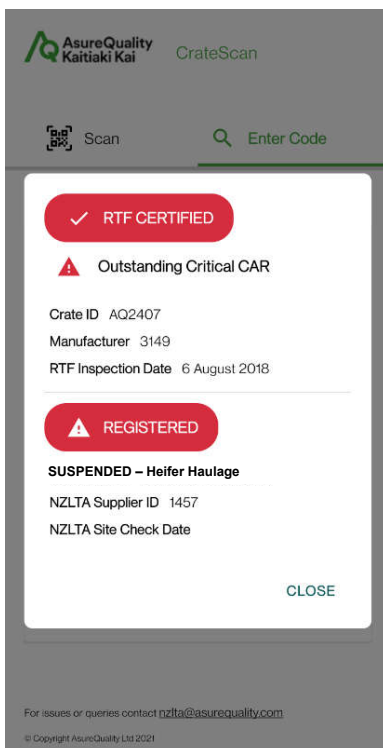 AsureQuality
Kaitiaki Kai
CrateScan
Scan
Enter Code
RTF CERTIFIED
Outstanding Critical CAR
Crate ID AQ2407
Manufacturer 3149
RTF Inspection Date 6 August 2018
REGISTERED
SUSPENDED – Heifer Haulage
NZLTA Supplier ID 1457
NZLTA Site Check Date
CLOSE
For issues or queries contact nzlta@asurequality.com
© Copyright AsureQuality Ltd 2021